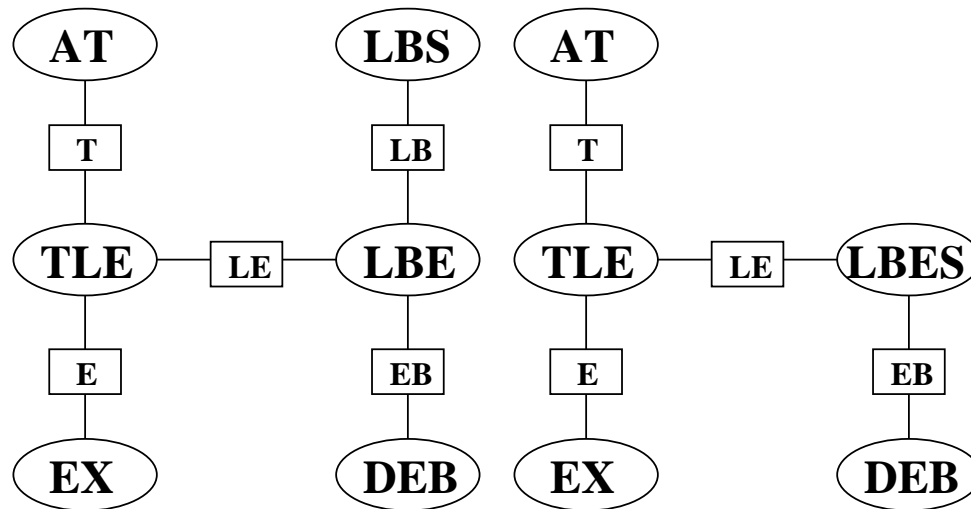 AT LBS AT
T LB T
TLE LE LBE TLE LE LBES
E EB E EB
EX DEB EX DEB